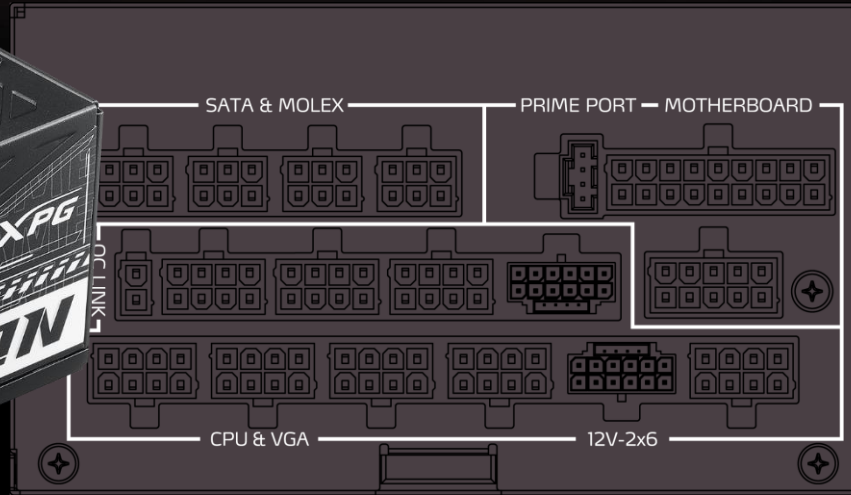 SATA & MOLEX
PRIME PORT
MOTHERBOARD
XPG
OC LINK
CPU & VGA
12V-2x6